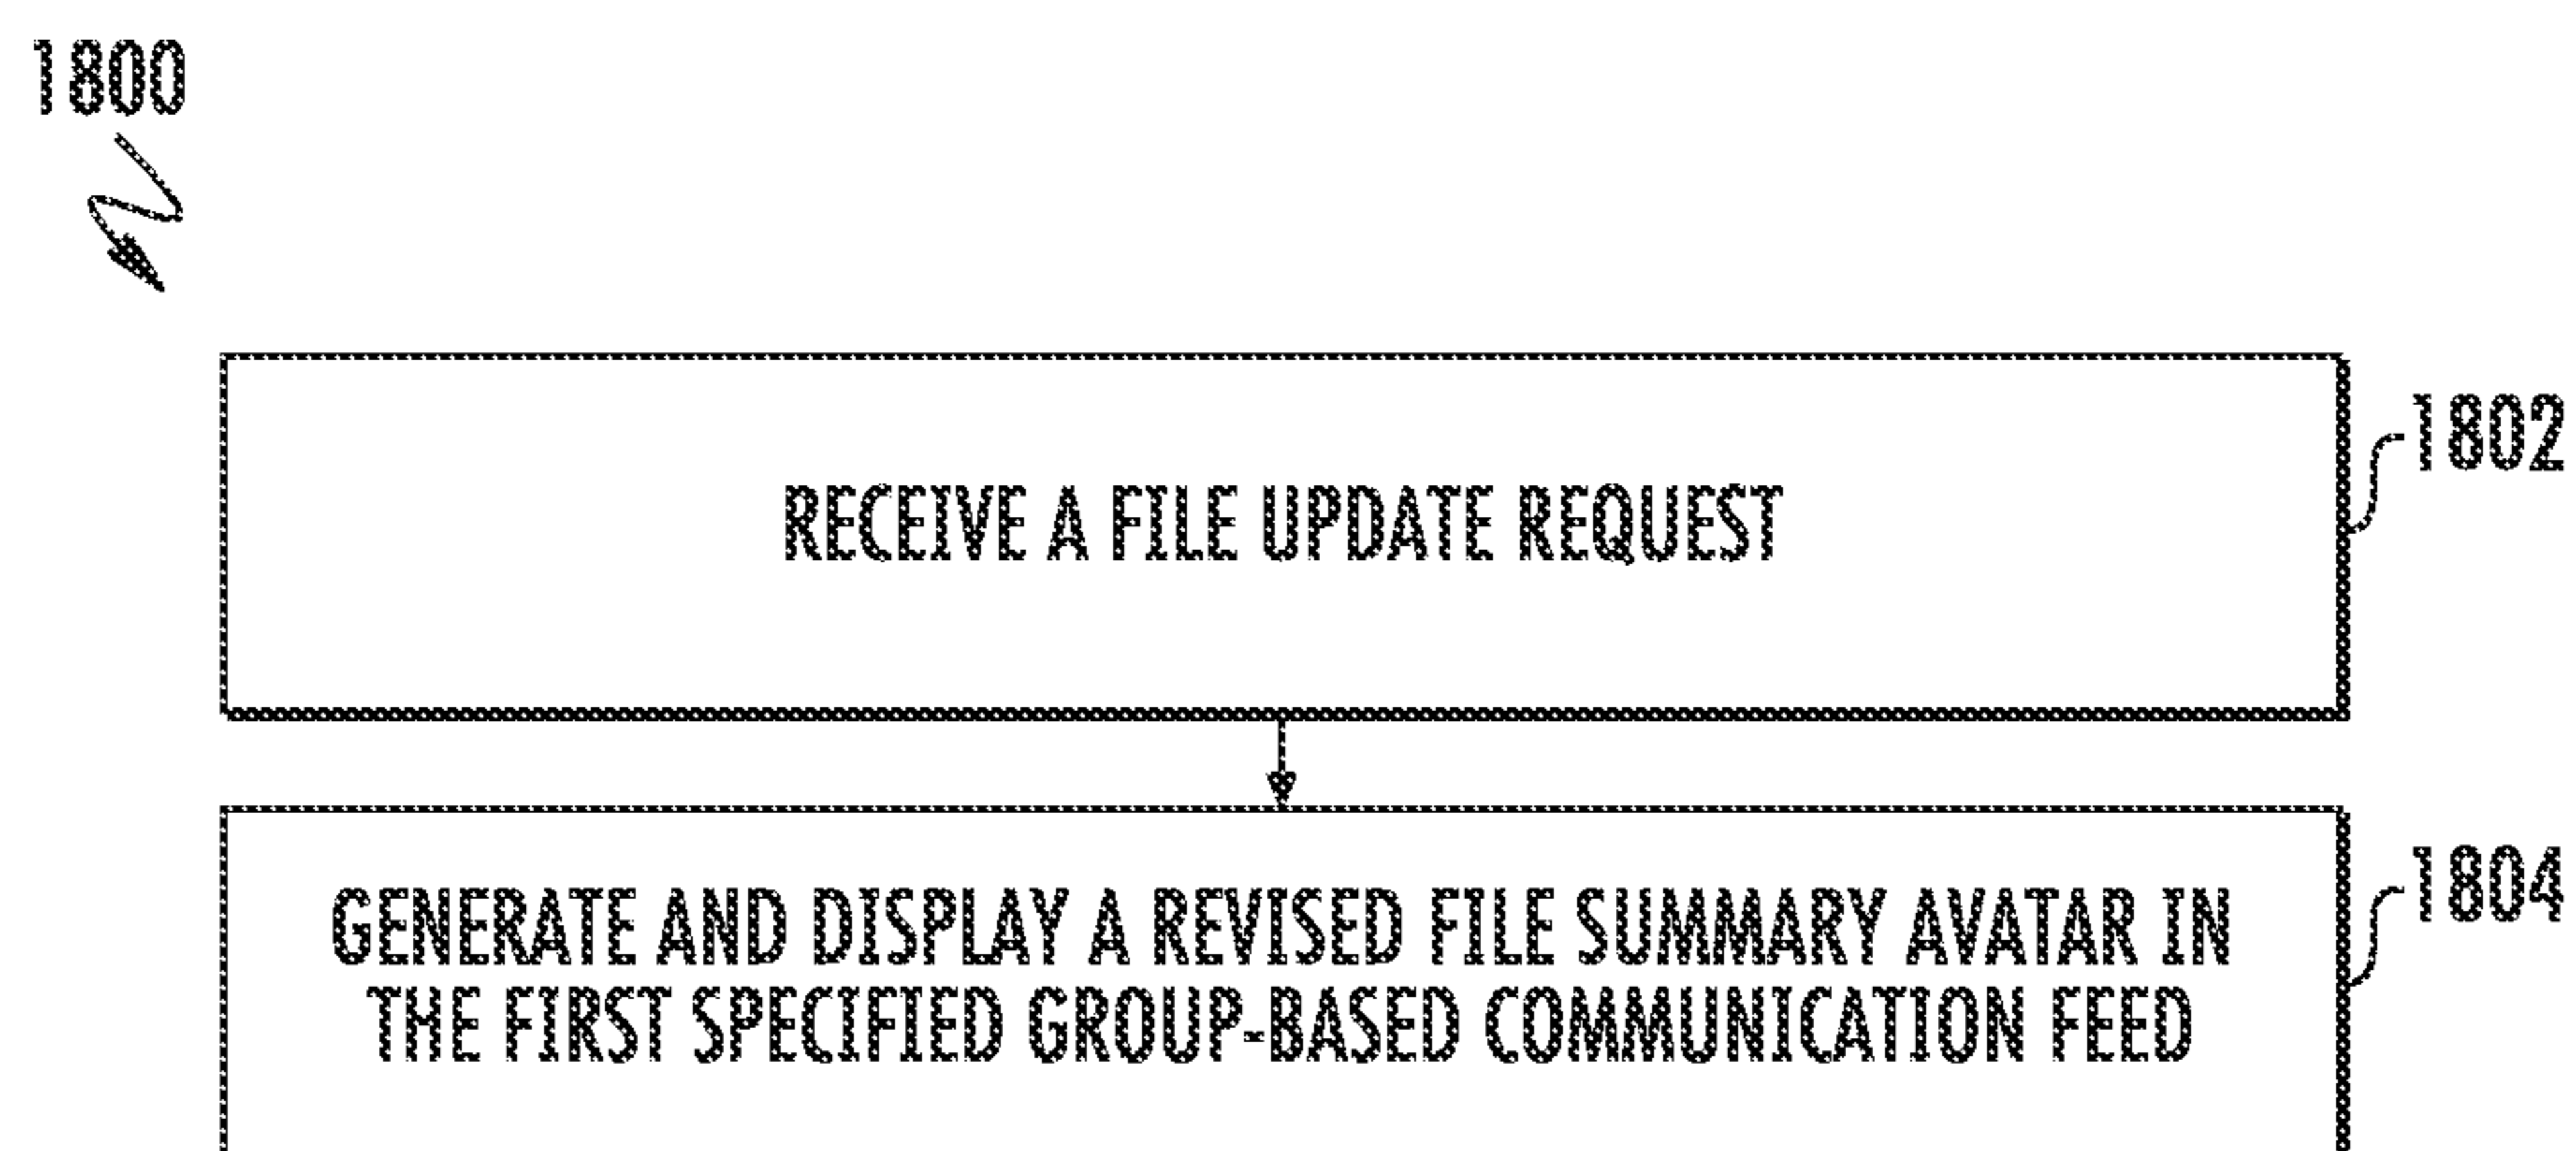 1800
1802
RECEIVE A FILE UPDATE REQUEST
1804
GENERATE AND DISPLAY A REVISED FILE SUMMARY AVATAR IN
THE FIRST SPECIFIED GROUP-BASED COMMUNICATION FEED